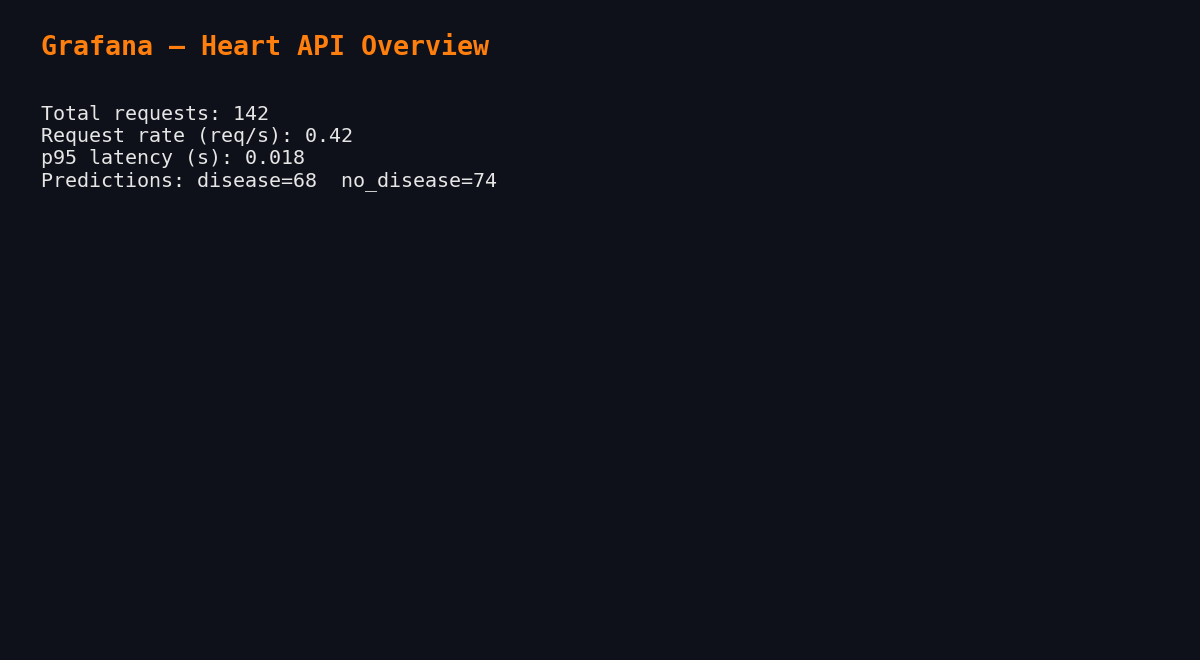 Grafana — Heart API Overview
Total requests: 142
Request rate (req/s): 0.42
p95 latency (s): 0.018
Predictions: disease=68  no_disease=74